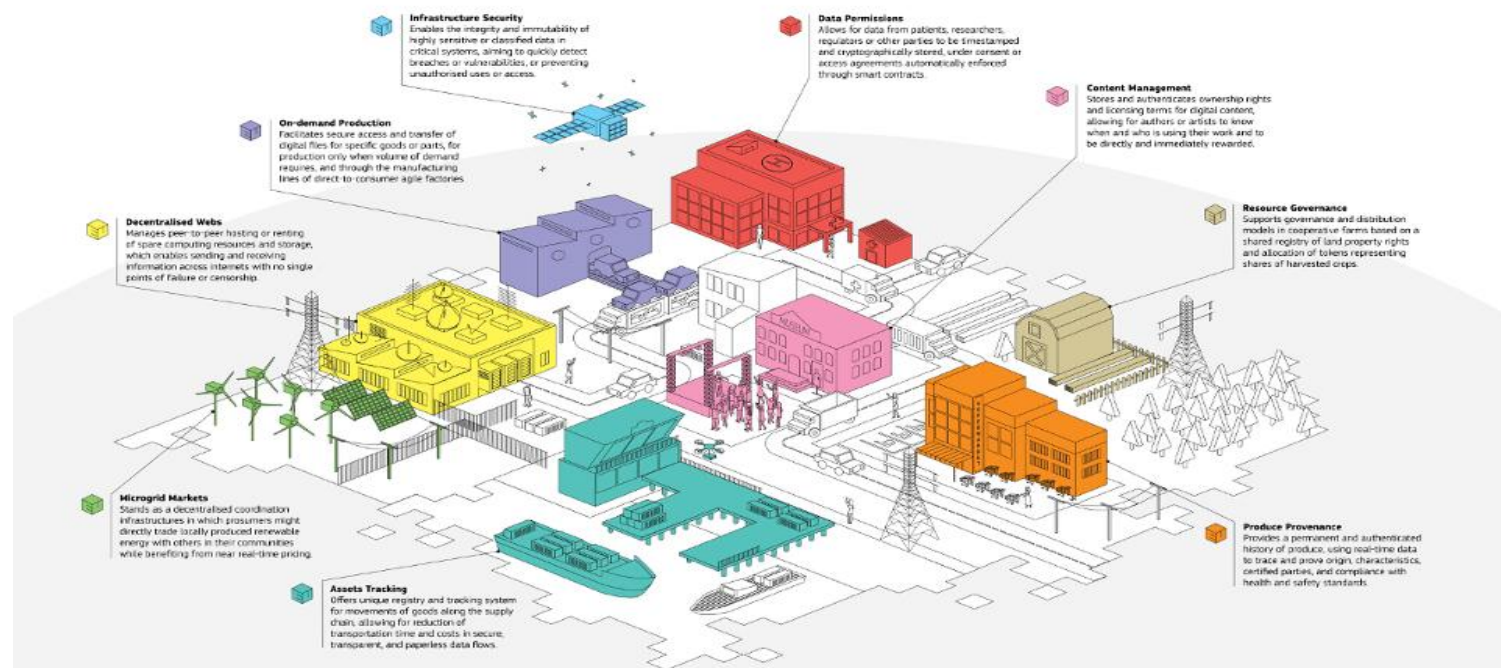 Infrastructure Security
Enables the integrity and immutability of
highly sensitive or classified data in
critical systems, aiming to quickly detect
breaches or vulnerabilities, or preventing
unauthorised uses or access.
Data Permissions
Allows for data from patients, researchers,
regulators or other parties to be timestamped
and cryptographically stored, under consent or
access agreements automatically enforced
through smart contracts.
Content Management
Stores and authenticates ownership rights
and licensing terms for digital content,
allowing for authors or artists to know
when and who is using their work and to
be directly and immediately rewarded.
On-demand Production
Facilitates secure access and transfer of
digital files for specific goods or parts, for
production only when volume of demand
requires, and through the manufacturing
lines of direct-to-consumer agile factories.
Decentralised Webs
Manages peer-to-peer hosting or renting
of spare computing resources and storage,
which enables sending and receiving
information across internets with no single
points of failure or censorship.
Resource Governance
Supports governance and distribution
models in cooperative farms based on a
shared registry of land property rights
and allocation of tokens representing
shares of harvested crops.
MUSEUM
Microgrid Markets
Stands as a decentralised coordination
infrastructures in which prosumers might
directly trade locally produced renewable
energy with others in their communities
while benefiting from near real-time pricing.
Produce Provenance
Provides a permanent and authenticated
history of produce, using real-time data
to trace and prove origin, characteristics,
certified parties, and compliance with
health and safety standards.
Assets Tracking
Offers unique registry and tracking system
for movements of goods along the supply
chain, allowing for reduction of
transportation time and costs in secure,
transparent, and paperless data flows.